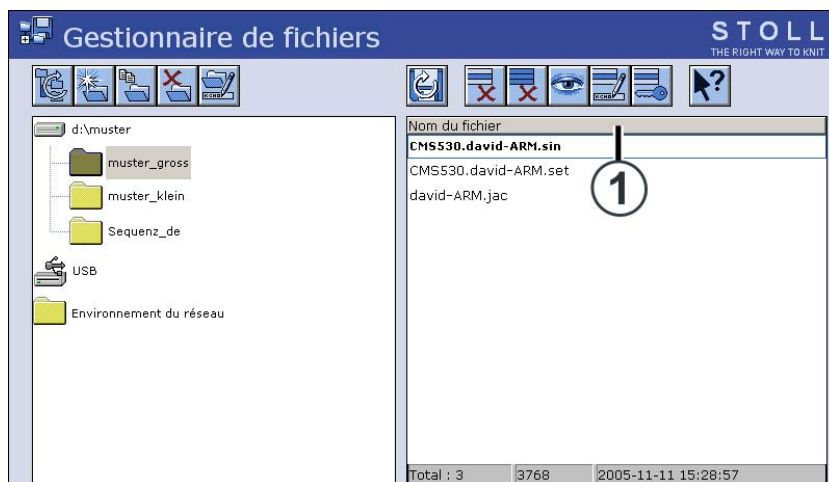 Gestionnaire de fichiers
STOLL
THE RIGHT WAY TO KNIT
d:\muster
muster_gross
muster_klein
Sequenz_de
USB
Environnement du réseau
Nom du fichier
CMS530.david-ARM.sin
CMS530.david-ARM.set
david-ARM.jac
1
Total : 3 3768 2005-11-11 15:28:57